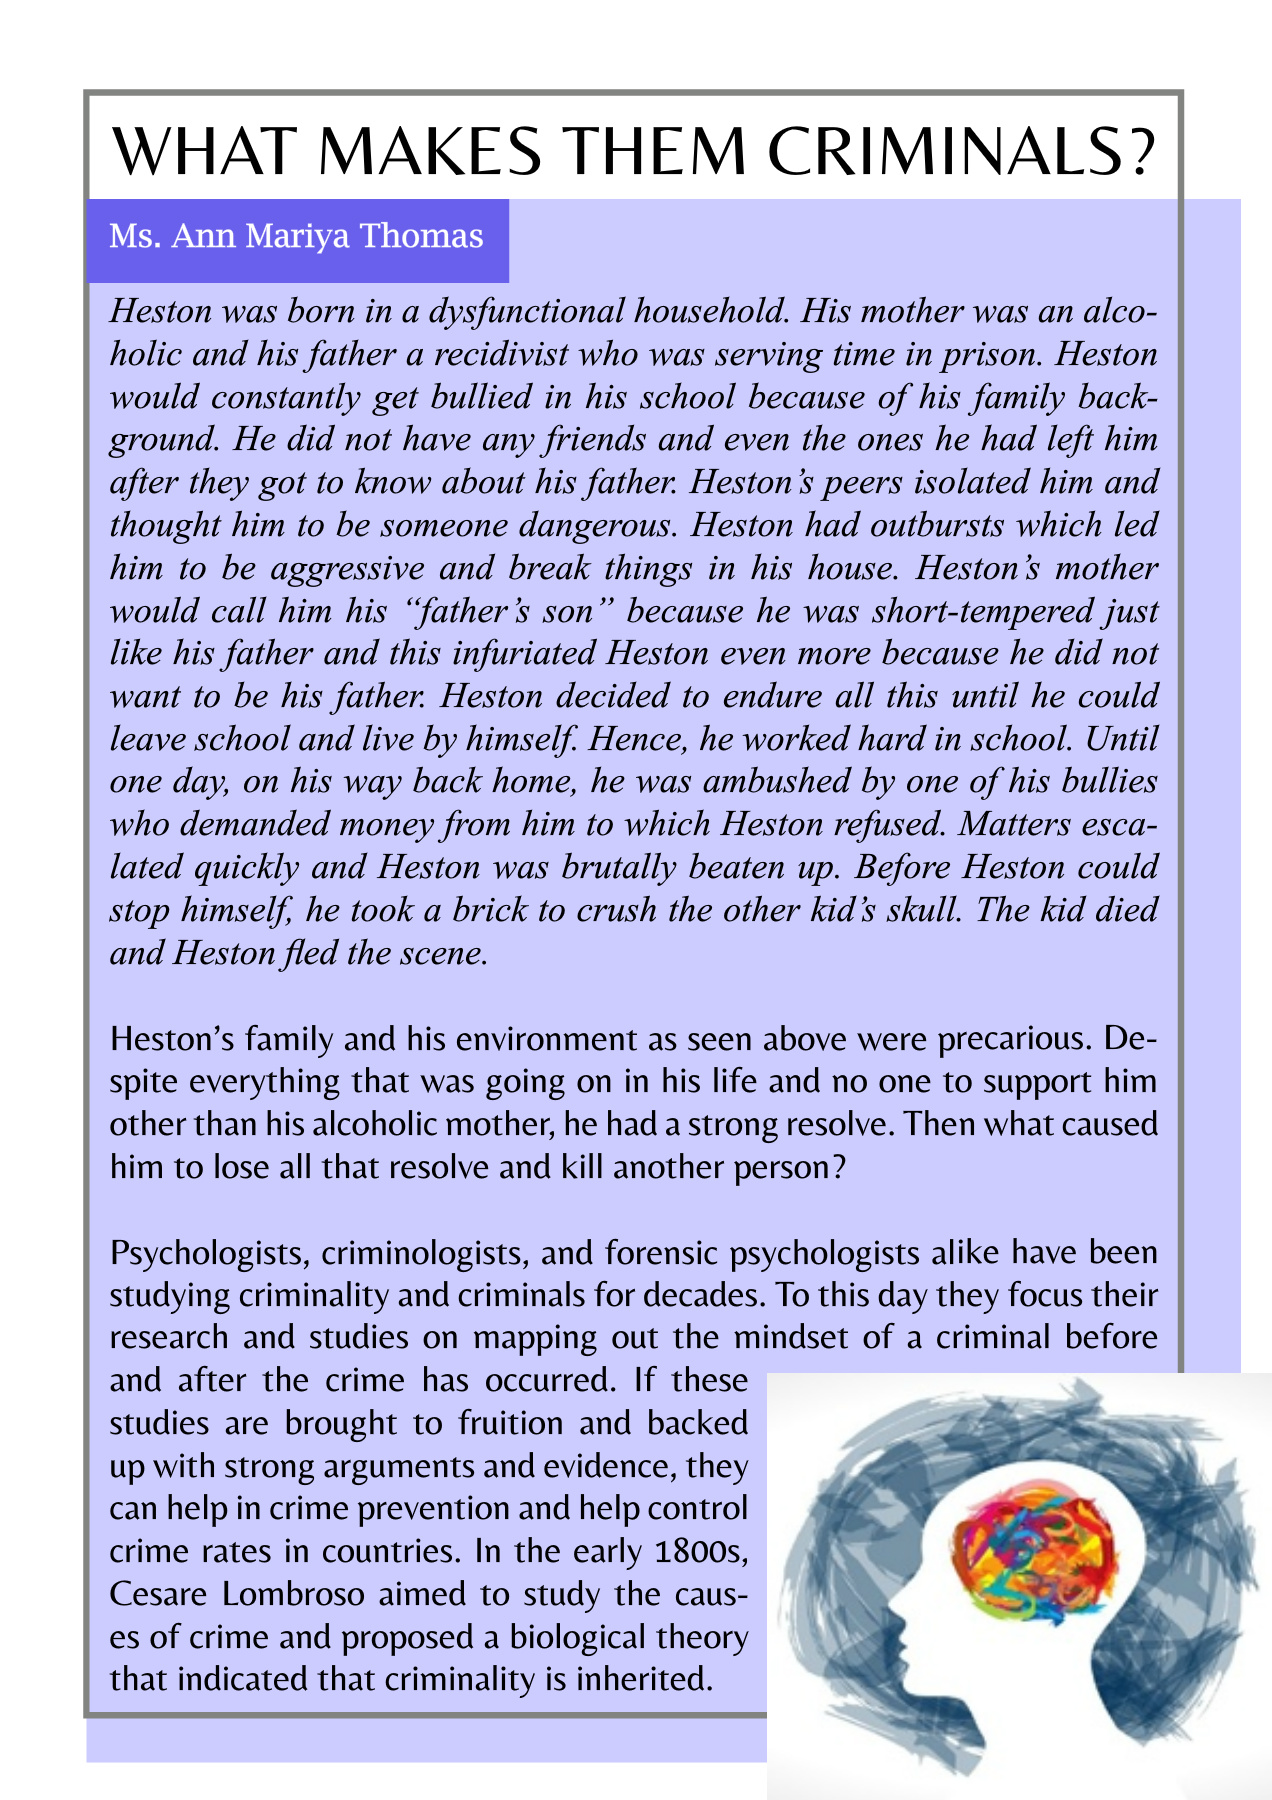 WHAT MAKES THEM CRIMINALS?
Ms. Ann Mariya Thomas
Heston was born in a dysfunctional household. His mother was an alco-
holic and his father a recidivist who was serving time in prison. Heston
would constantly get bullied in his school because of his family back-
ground. He did not have any friends and even the ones he had left him
after they got to know about his father. Heston’s peers isolated him and
thought him to be someone dangerous. Heston had outbursts which led
him to be aggressive and break things in his house. Heston’s mother
would call him his “father’s son” because he was short-tempered just
like his father and this infuriated Heston even more because he did not
want to be his father. Heston decided to endure all this until he could
leave school and live by himself. Hence, he worked hard in school. Until
one day, on his way back home, he was ambushed by one of his bullies
who demanded money from him to which Heston refused. Matters esca-
lated quickly and Heston was brutally beaten up. Before Heston could
stop himself, he took a brick to crush the other kid’s skull. The kid died
and Heston fled the scene.
Heston’s family and his environment as seen above were precarious. De-
spite everything that was going on in his life and no one to support him
other than his alcoholic mother, he had a strong resolve. Then what caused
him to lose all that resolve and kill another person?
Psychologists, criminologists, and forensic psychologists alike have been
studying criminality and criminals for decades. To this day they focus their
research and studies on mapping out the mindset of a criminal before
and after the crime has occurred. If these
studies are brought to fruition and backed
up with strong arguments and evidence, they
can help in crime prevention and help control
crime rates in countries. In the early 1800s,
Cesare Lombroso aimed to study the caus-
es of crime and proposed a biological theory
that indicated that criminality is inherited.